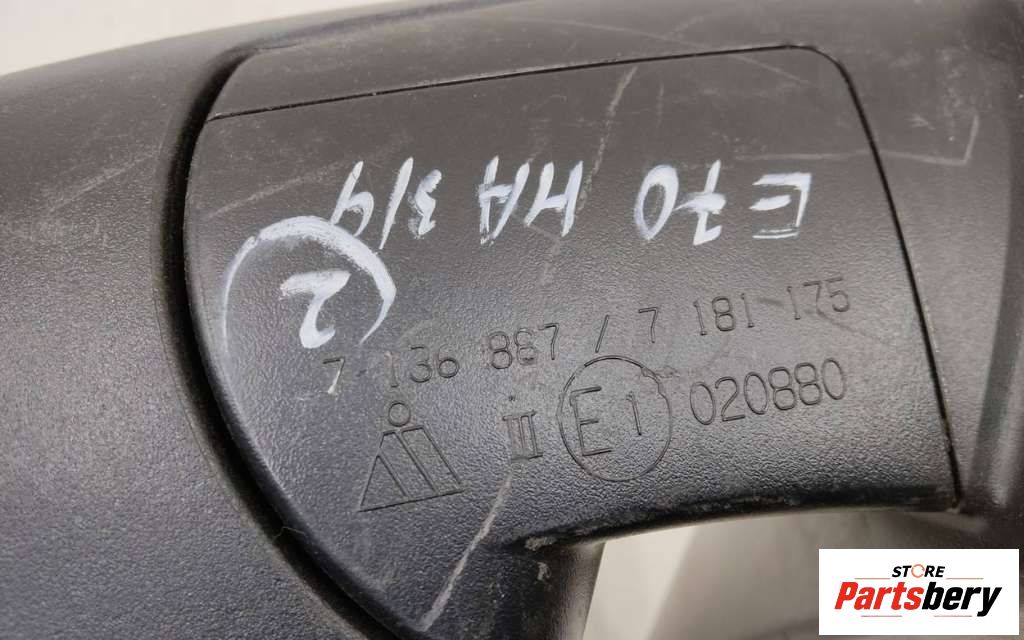 E70 HA 3/4
(2)
7 136 887 / 7 181 175
III E1 020880
STORE
Partsbery